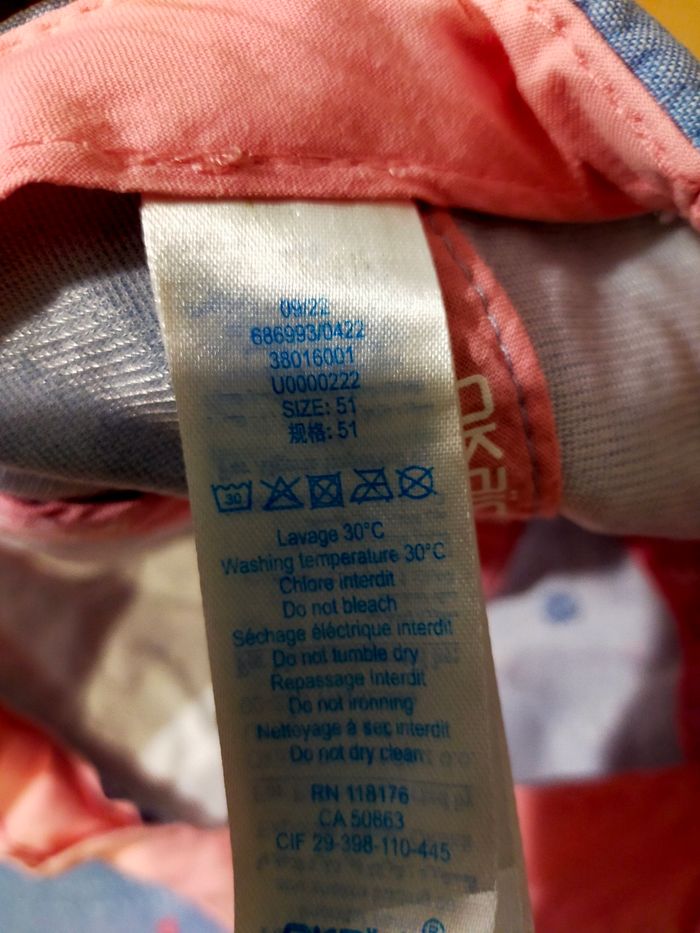 09/22
686993/0422
38016001
U0000222
SIZE: 51
规格: 51
30
Lavage 30°C
Washing temperature 30°C
Chlore interdit
Do not bleach
Séchage éléctrique interdit
Do not tumble dry
Repassage interdit
Do not ironning
Nettoyage à sec interdit
Do not dry clean
RN 118176
CA 50863
CIF 29-398-110-445
®
OKaïdi